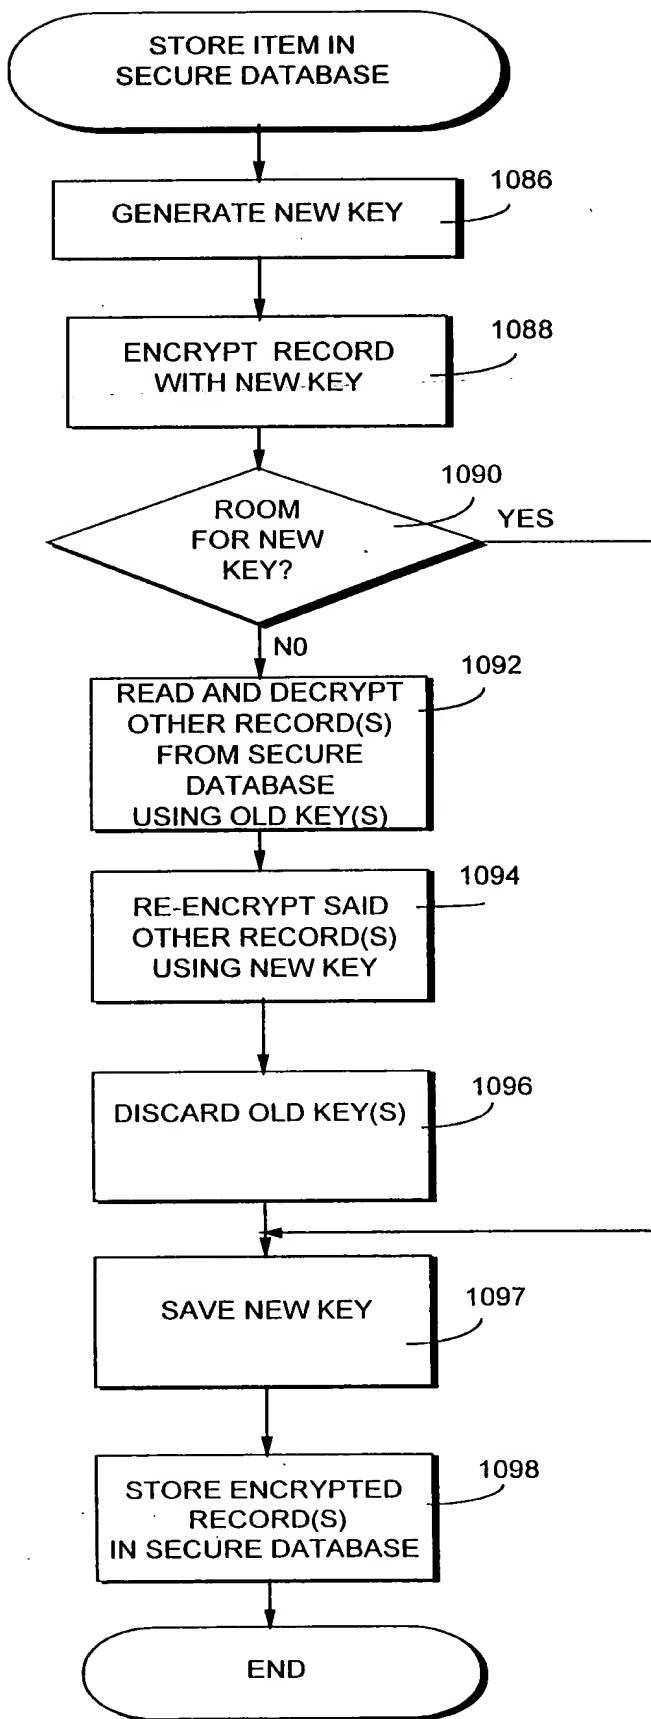 STORE ITEM IN
SECURE DATABASE
1086
GENERATE NEW KEY
1088
ENCRYPT RECORD
WITH NEW KEY
1090
ROOM
FOR NEW
KEY?
YES
N0
1092
READ AND DECRYPT
OTHER RECORD(S)
FROM SECURE
DATABASE
USING OLD KEY(S)
1094
RE-ENCRYPT SAID
OTHER RECORD(S)
USING NEW KEY
1096
DISCARD OLD KEY(S)
1097
SAVE NEW KEY
1098
STORE ENCRYPTED
RECORD(S)
IN SECURE DATABASE
END